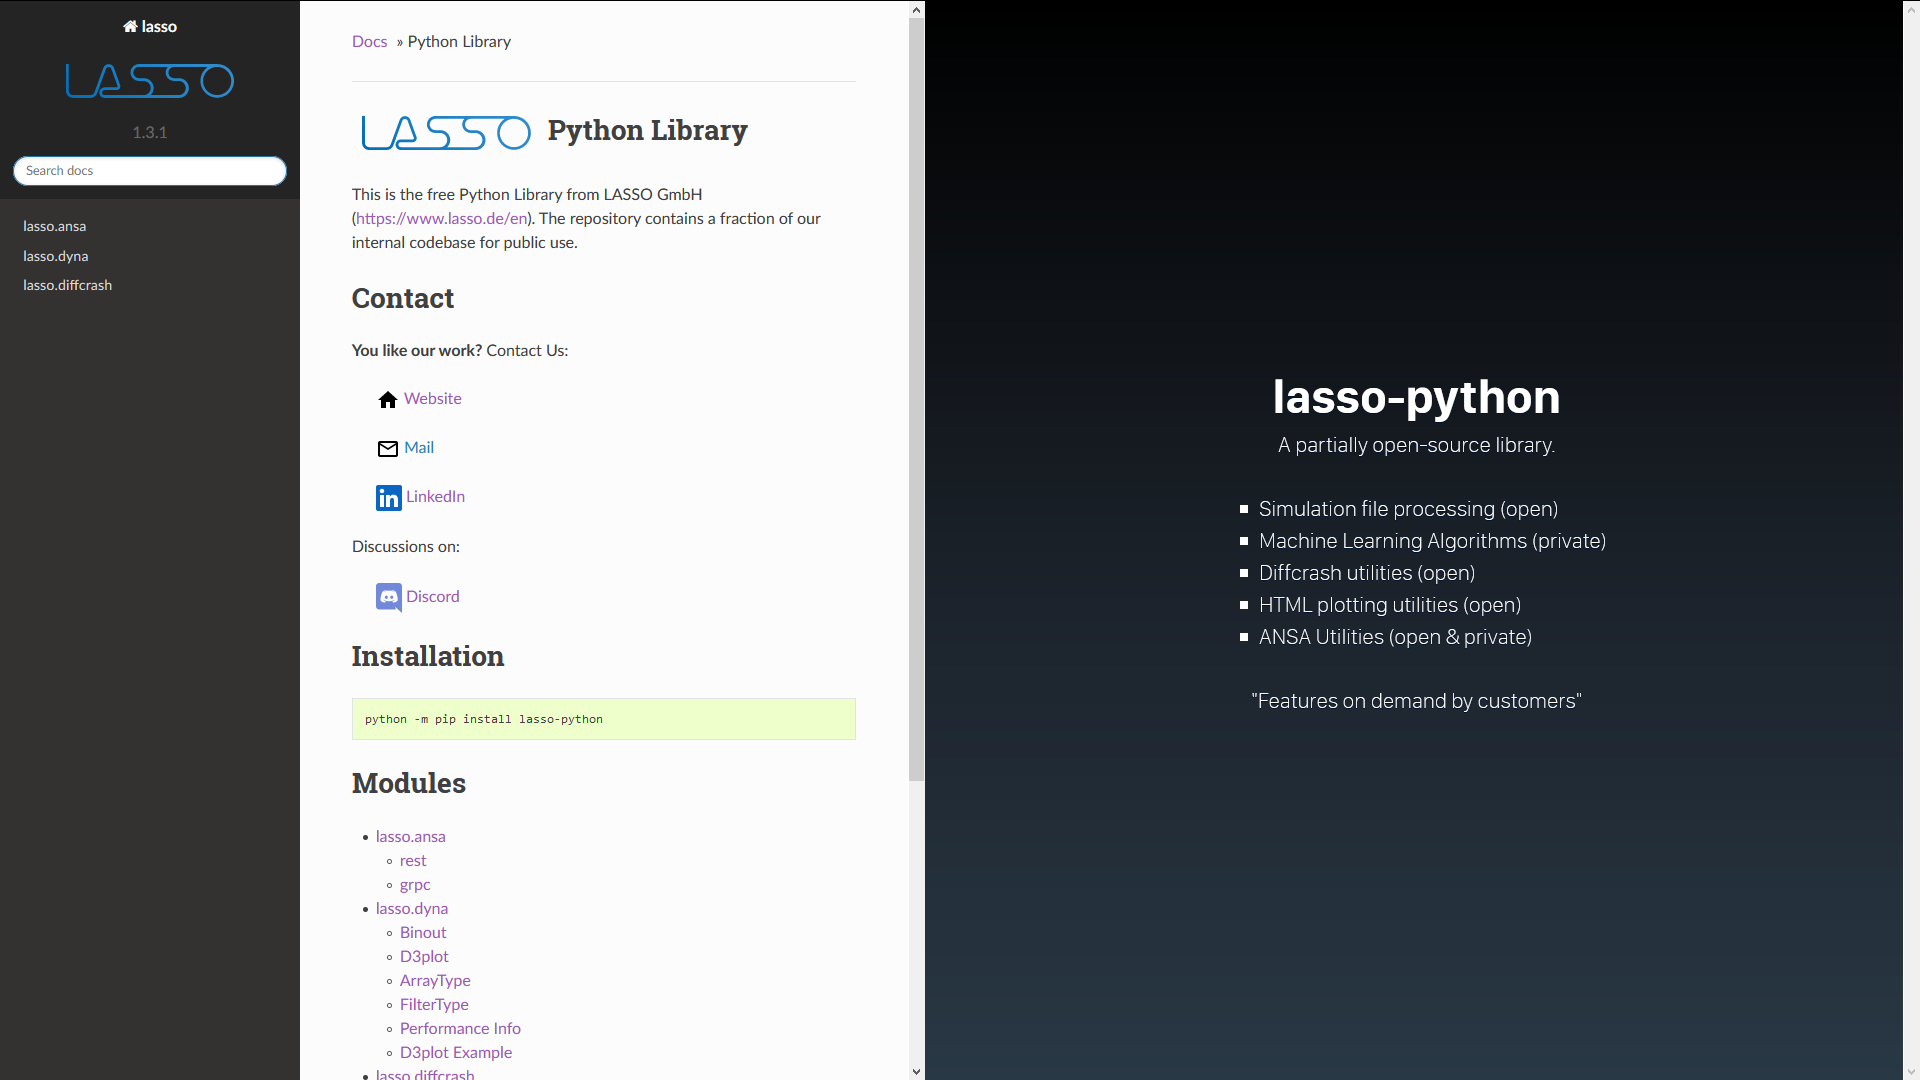 lasso
LASSO
1.3.1
Search docs
lasso.ansa
lasso.dyna
lasso.diffcrash
Docs » Python Library
LASSO Python Library
This is the free Python Library from LASSO GmbH
(https://www.lasso.de/en). The repository contains a fraction of our
internal codebase for public use.
Contact
You like our work? Contact Us:
Website
Mail
in LinkedIn
Discussions on:
Discord
Installation
python -m pip install lasso-python
Modules
lasso.ansa
rest
grpc
lasso.dyna
Binout
D3plot
ArrayType
FilterType
Performance Info
D3plot Example
lasso.diffcrash
lasso-python
A partially open-source library.
Simulation file processing (open)
Machine Learning Algorithms (private)
Diffcrash utilities (open)
HTML plotting utilities (open)
ANSA Utilities (open & private)
"Features on demand by customers"